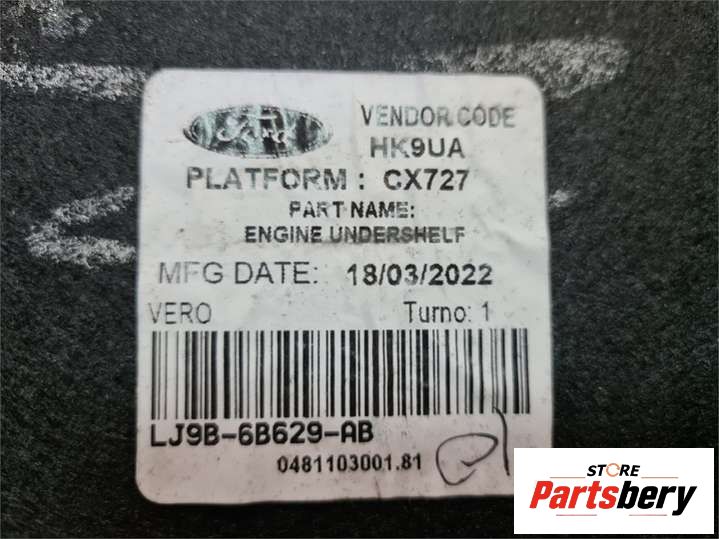 Ford
VENDOR CODE
HK9UA
PLATFORM : CX727
PART NAME:
ENGINE UNDERSHELF
MFG DATE: 18/03/2022
VERO Turno: 1
LJ9B-6B629-AB
0481103001.81
STORE
Partsbery